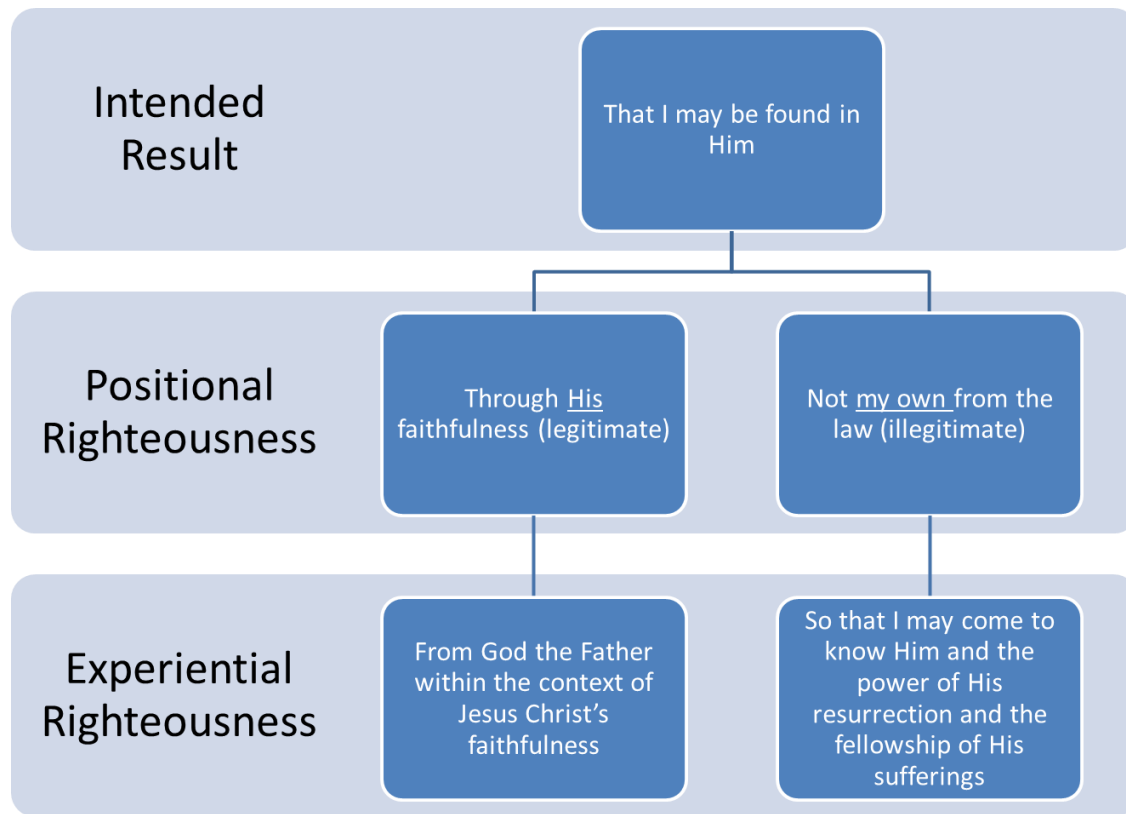 Intended
Result
That I may be found in
Him
Positional
Righteousness
Through His
faithfulness (legitimate)
Not my own from the
law (illegitimate)
Experiential
Righteousness
From God the Father
within the context of
Jesus Christ’s
faithfulness
So that I may come to
know Him and the
power of His
resurrection and the
fellowship of His
sufferings